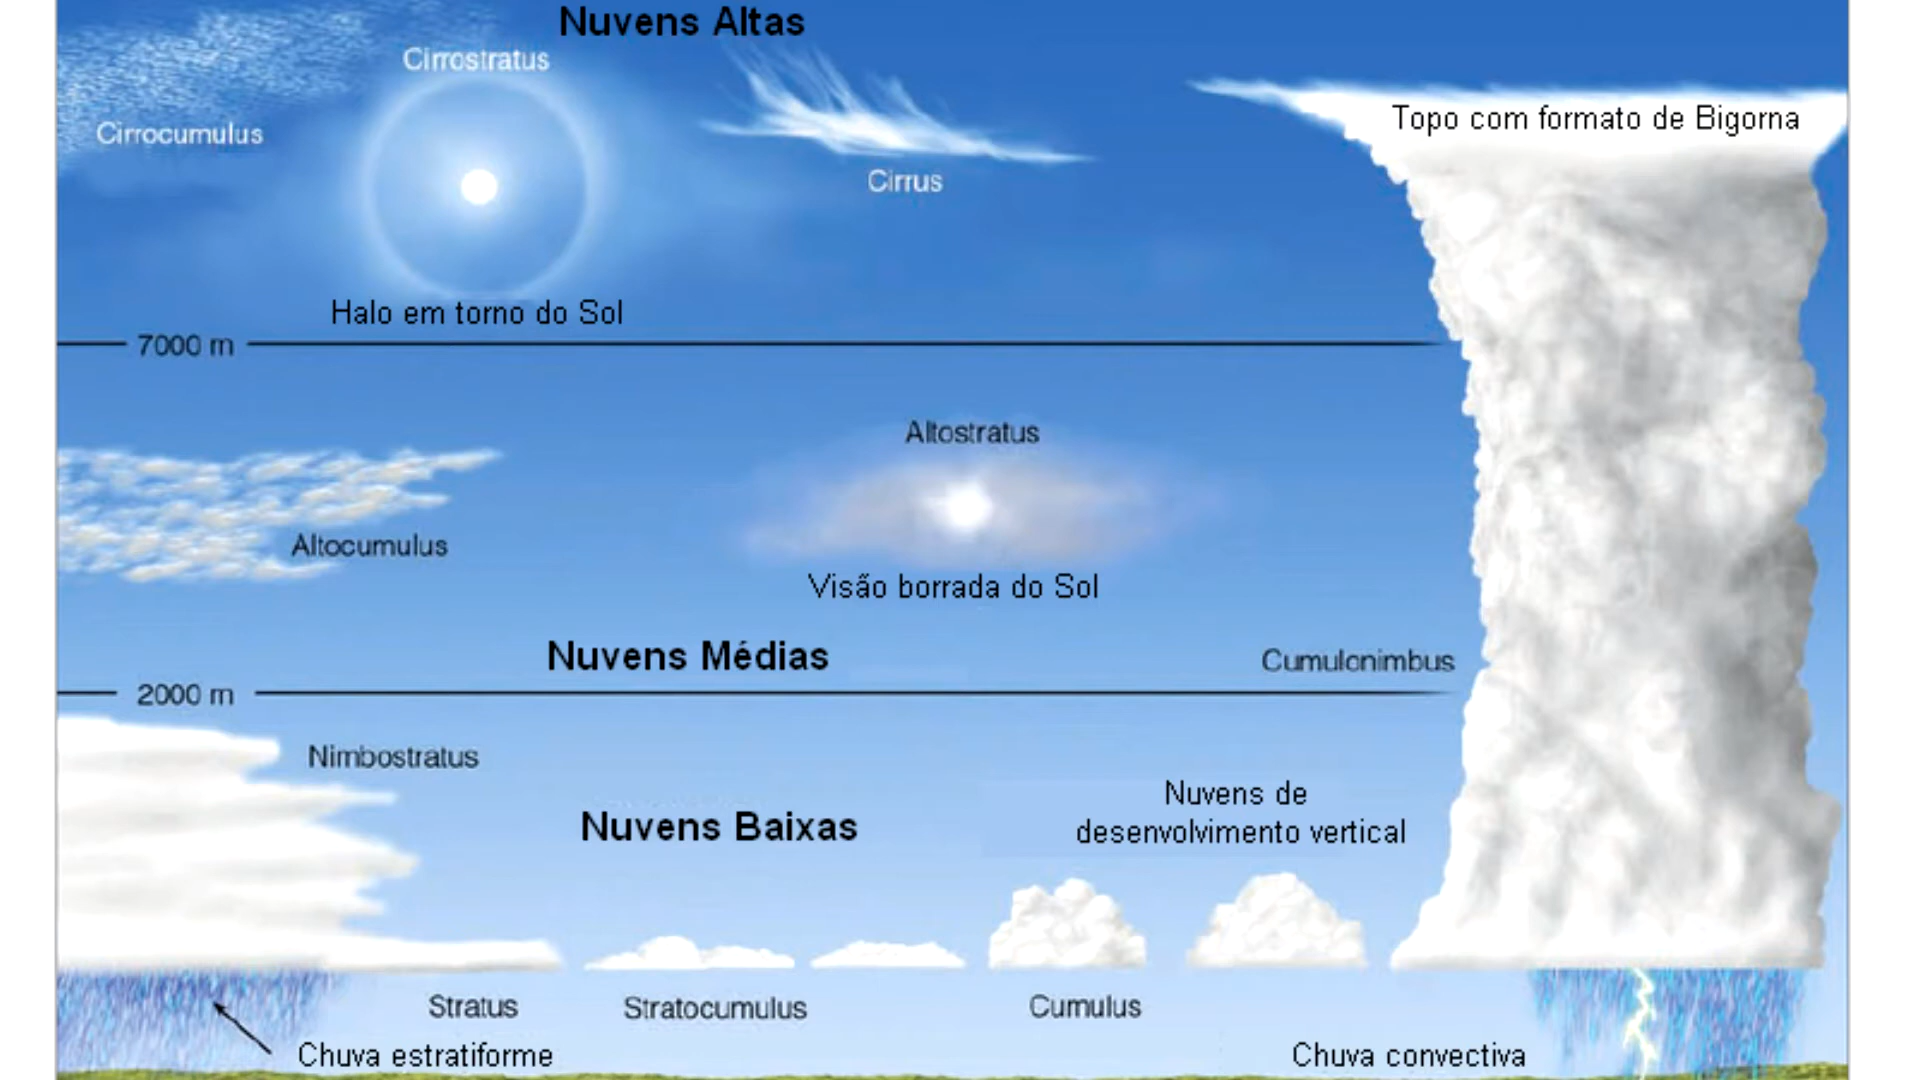 Nuvens Altas
Cirrostratus
Cirrocumulus
Cirrus
Topo com formato de Bigorna
Halo em torno do Sol
7000 m
Altostratus
Altocumulus
Visão borrada do Sol
Nuvens Médias
Cumulonimbus
2000 m
Nimbostratus
Nuvens Baixas
Nuvens de
desenvolvimento vertical
Stratus
Stratocumulus
Cumulus
Chuva estratiforme
Chuva convectiva